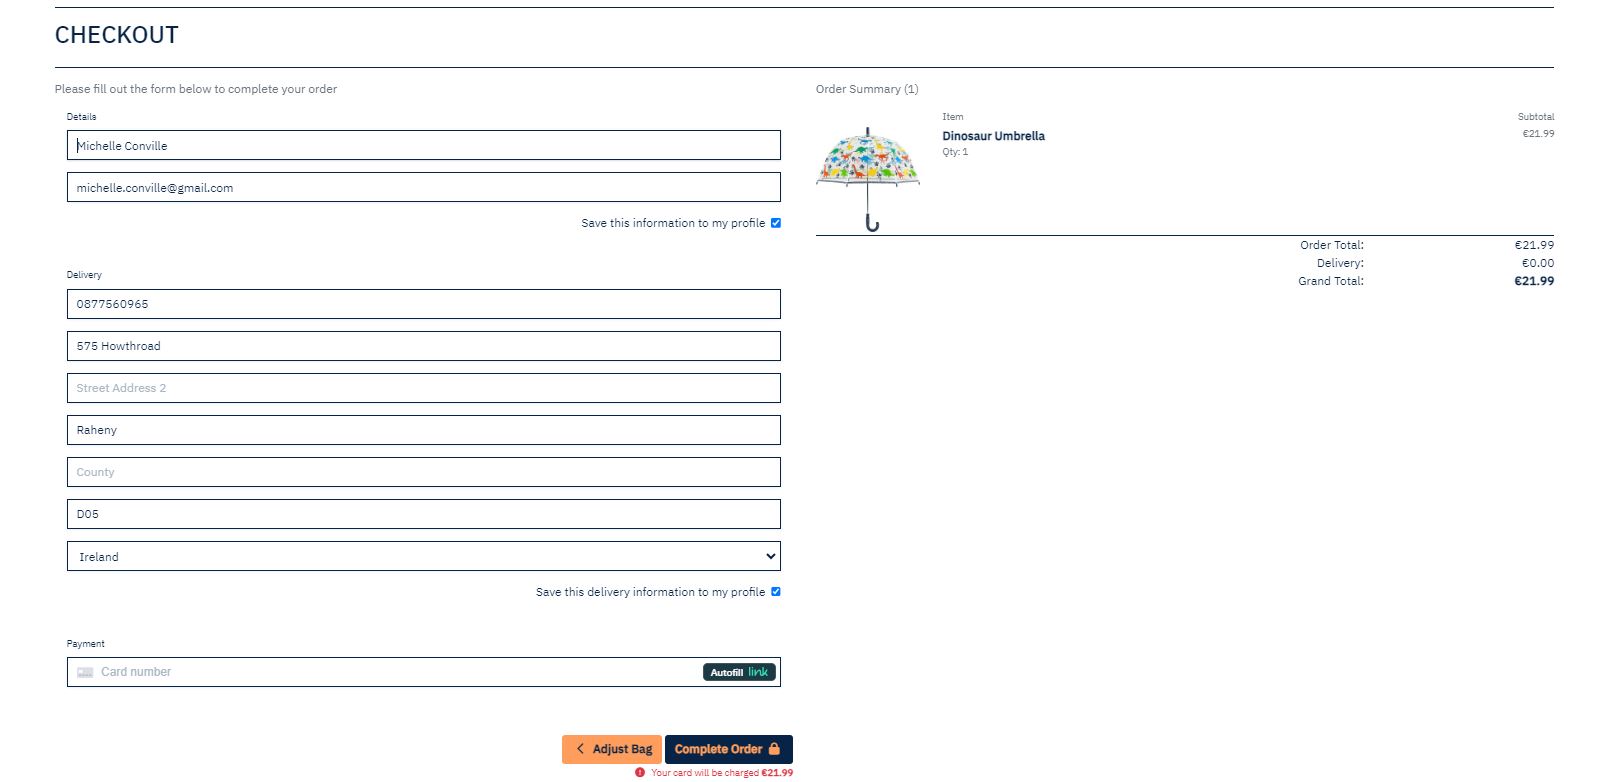 CHECKOUT
Please fill out the form below to complete your order
Details
Michelle Conville
michelle.conville@gmail.com
Save this information to my profile
Delivery
0877560965
575 Howthroad
Street Address 2
Raheny
County
D05
Ireland
Save this delivery information to my profile
Payment
Card number
Autofill link
Adjust Bag
Complete Order
Your card will be charged €21.99
Order Summary (1)
Item Subtotal
Dinosaur Umbrella €21.99
Qty: 1
Order Total: €21.99
Delivery: €0.00
Grand Total: €21.99